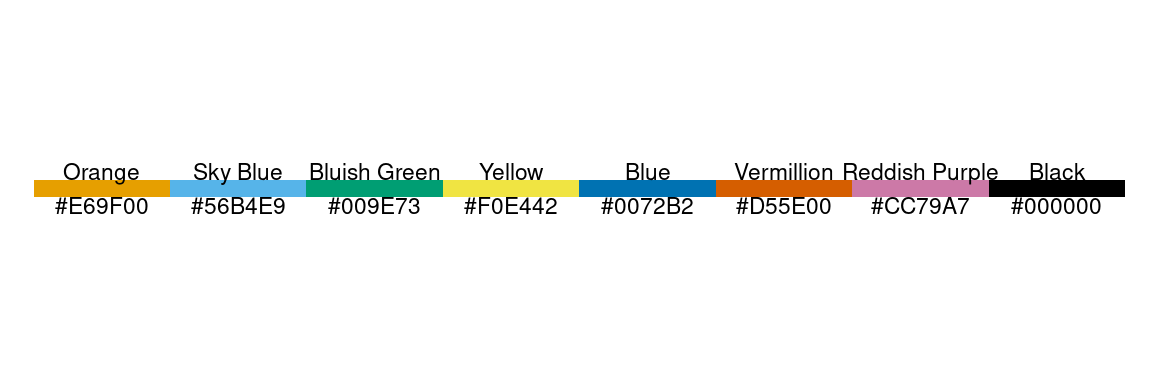 Orange Sky Blue Bluish Green Yellow Blue Vermillion Reddish Purple Black
#E69F00 #56B4E9 #009E73 #F0E442 #0072B2 #D55E00 #CC79A7 #000000